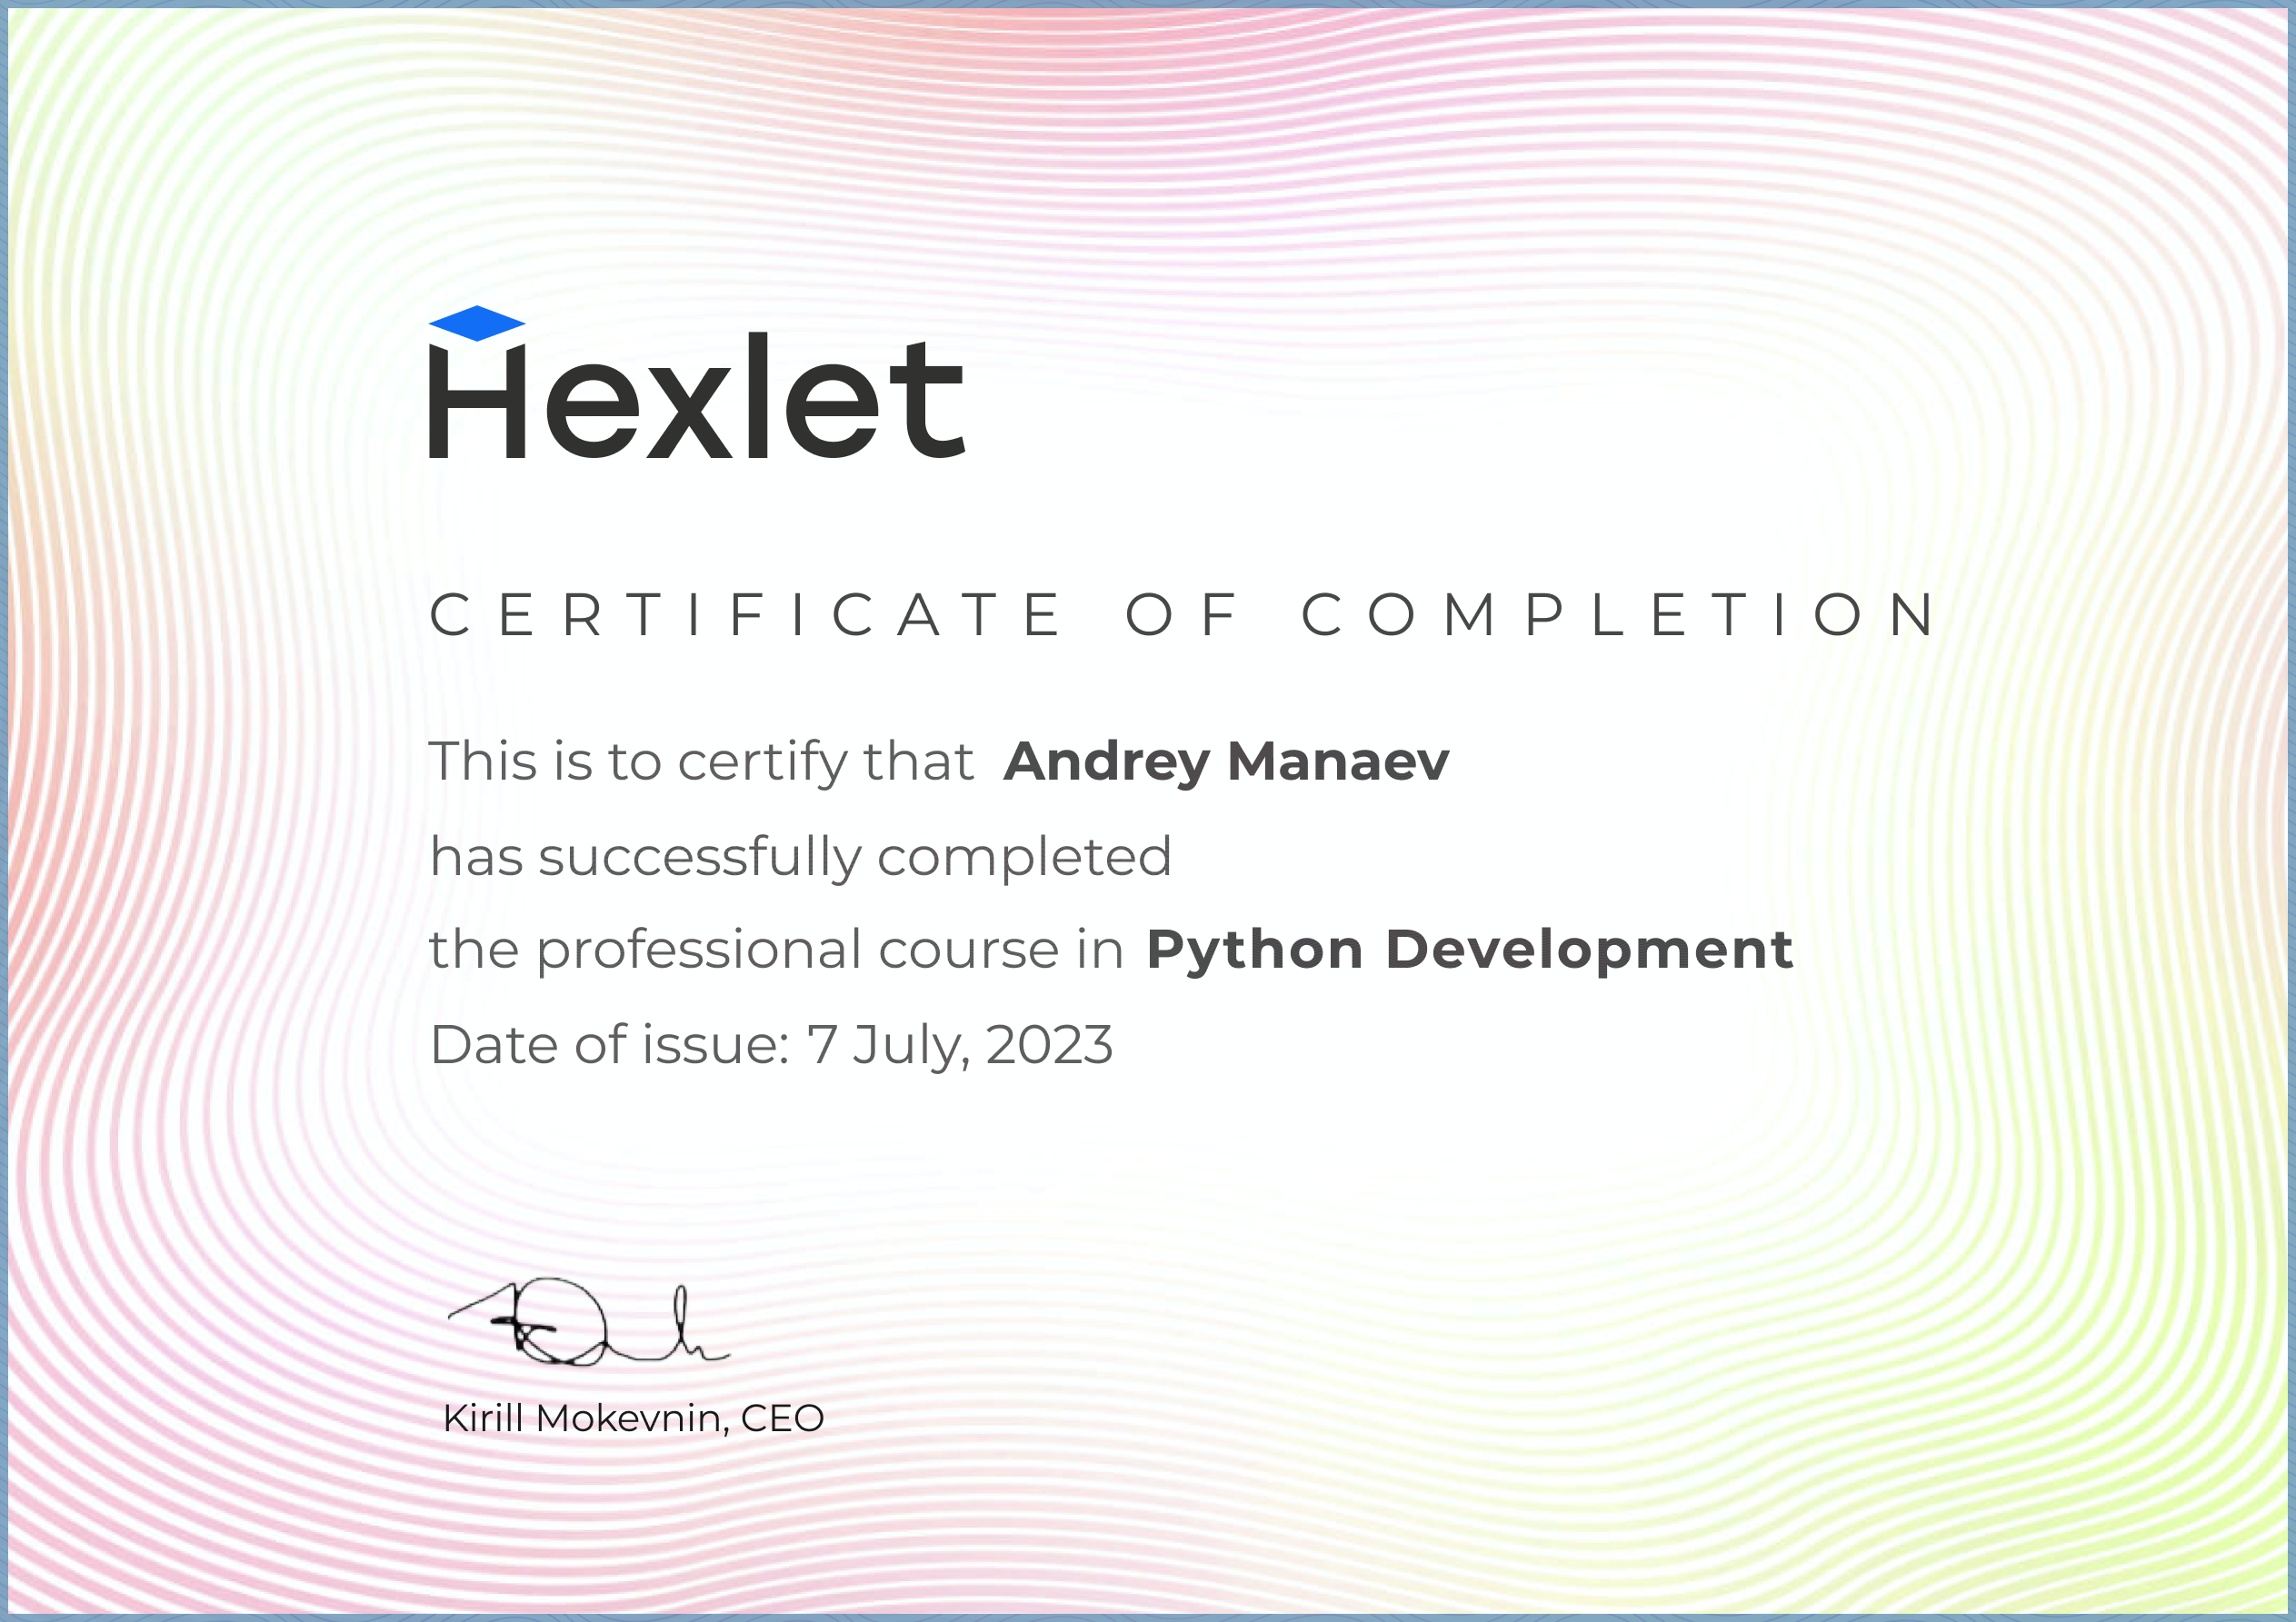 Hexlet
CERTIFICATE OF COMPLETION
This is to certify that Andrey Manaev
has successfully completed
the professional course in Python Development
Date of issue: 7 July, 2023
Kirill Mokevnin, CEO